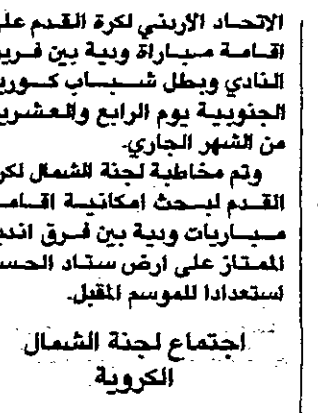 الاتحاد الاردني لكرة القدم على
اقامة مباراة ودية بين فريق
النادي وبطل شباب كوريا
الجنوبية يوم الرابع والعشرين
من الشهر الجاري.
وتم مخاطبة لجنة الشمال لكرة
القدم لبحث امكانية اقامة
مباريات ودية بين فرق اندية
الممتاز على ارض ستاد الحسن
استعدادا للموسم المقبل.
اجتماع لجنة الشمال
الكروية